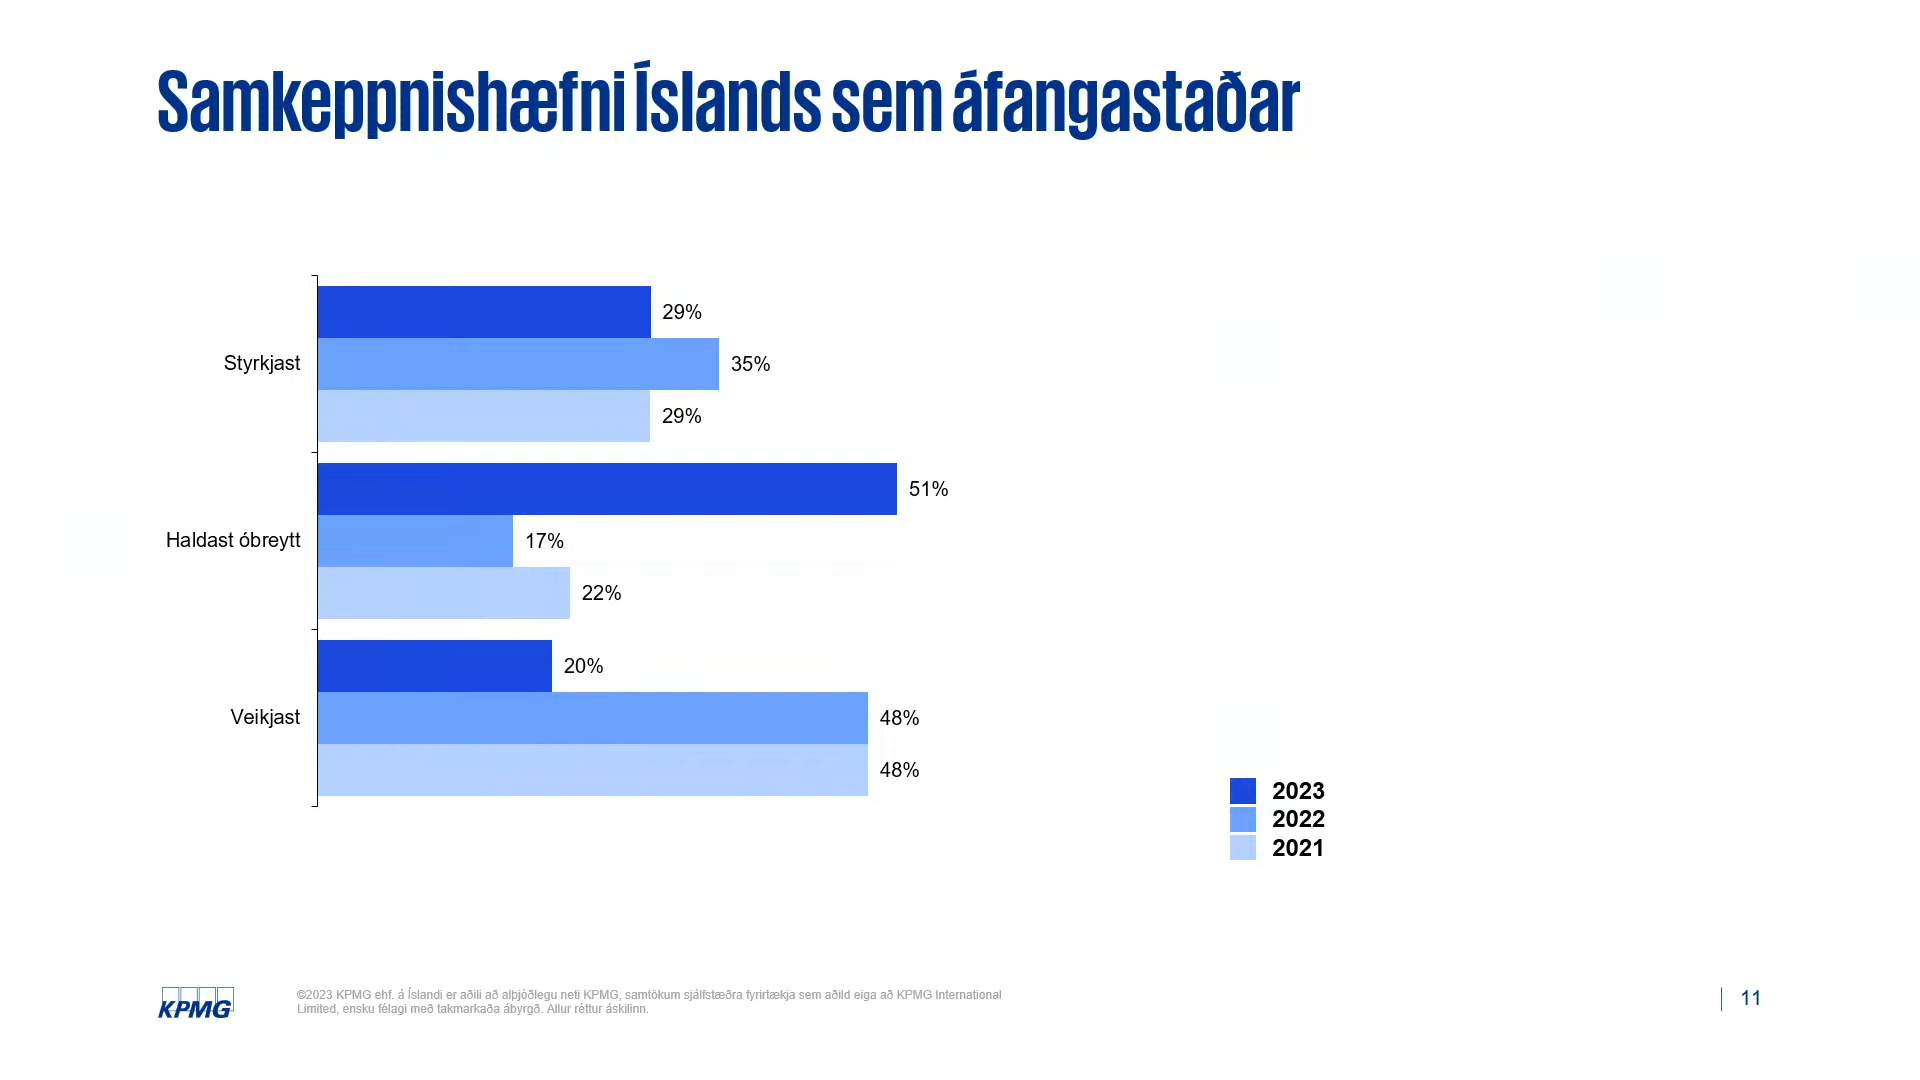 Samkeppnishæfni Íslands sem áfangastaðar
Styrkjast
29%
35%
29%
Haldast óbreytt
51%
17%
22%
Veikjast
20%
48%
48%
2023
2022
2021
KPMG
©2023 KPMG ehf. á Íslandi er aðili að alþjóðlegu neti KPMG, samtökum sjálfstæðra fyrirtækja sem aðild eiga að KPMG International
Limited, ensku félagi með takmarkaða ábyrgð. Allur réttur áskilinn.
11